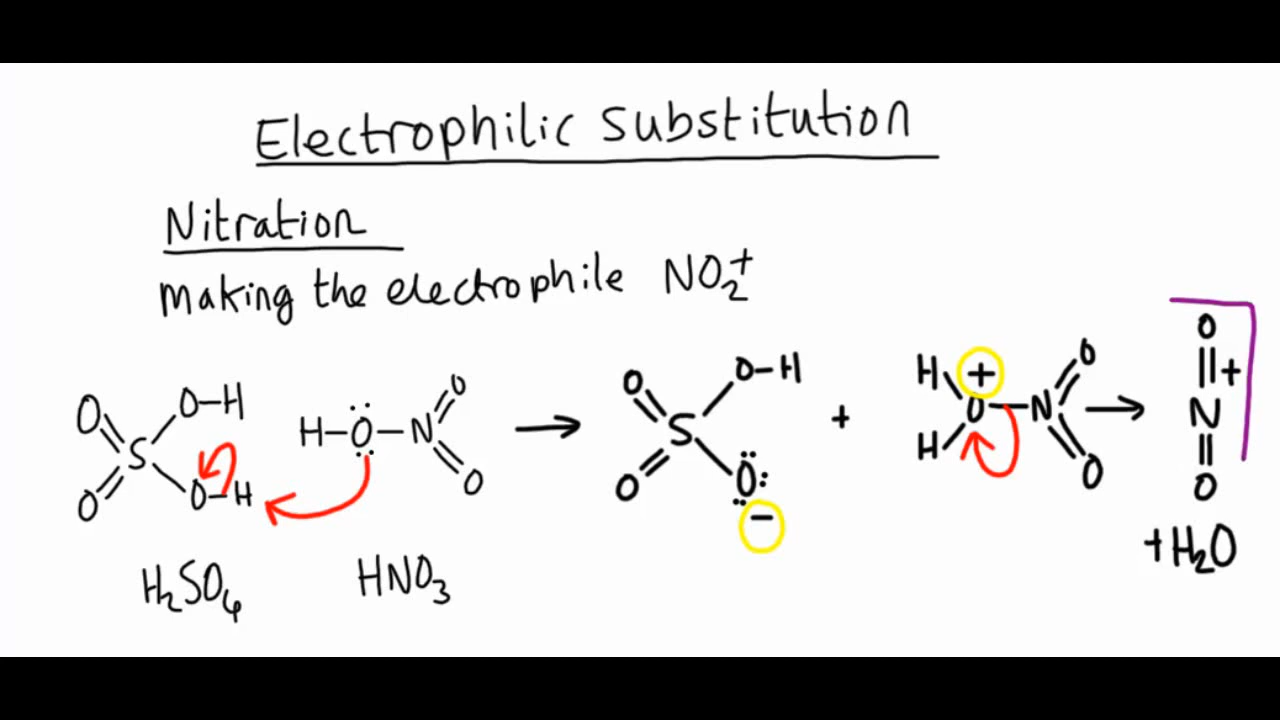 Electrophilic substitution
Nitration
making the electrophile NO₂⁺
O O-H S O O-H
H-O-N O O
→
O O-H S O O −
+
H H O + N O O
→
O N + O
+H₂O
H₂SO₄ HNO₃